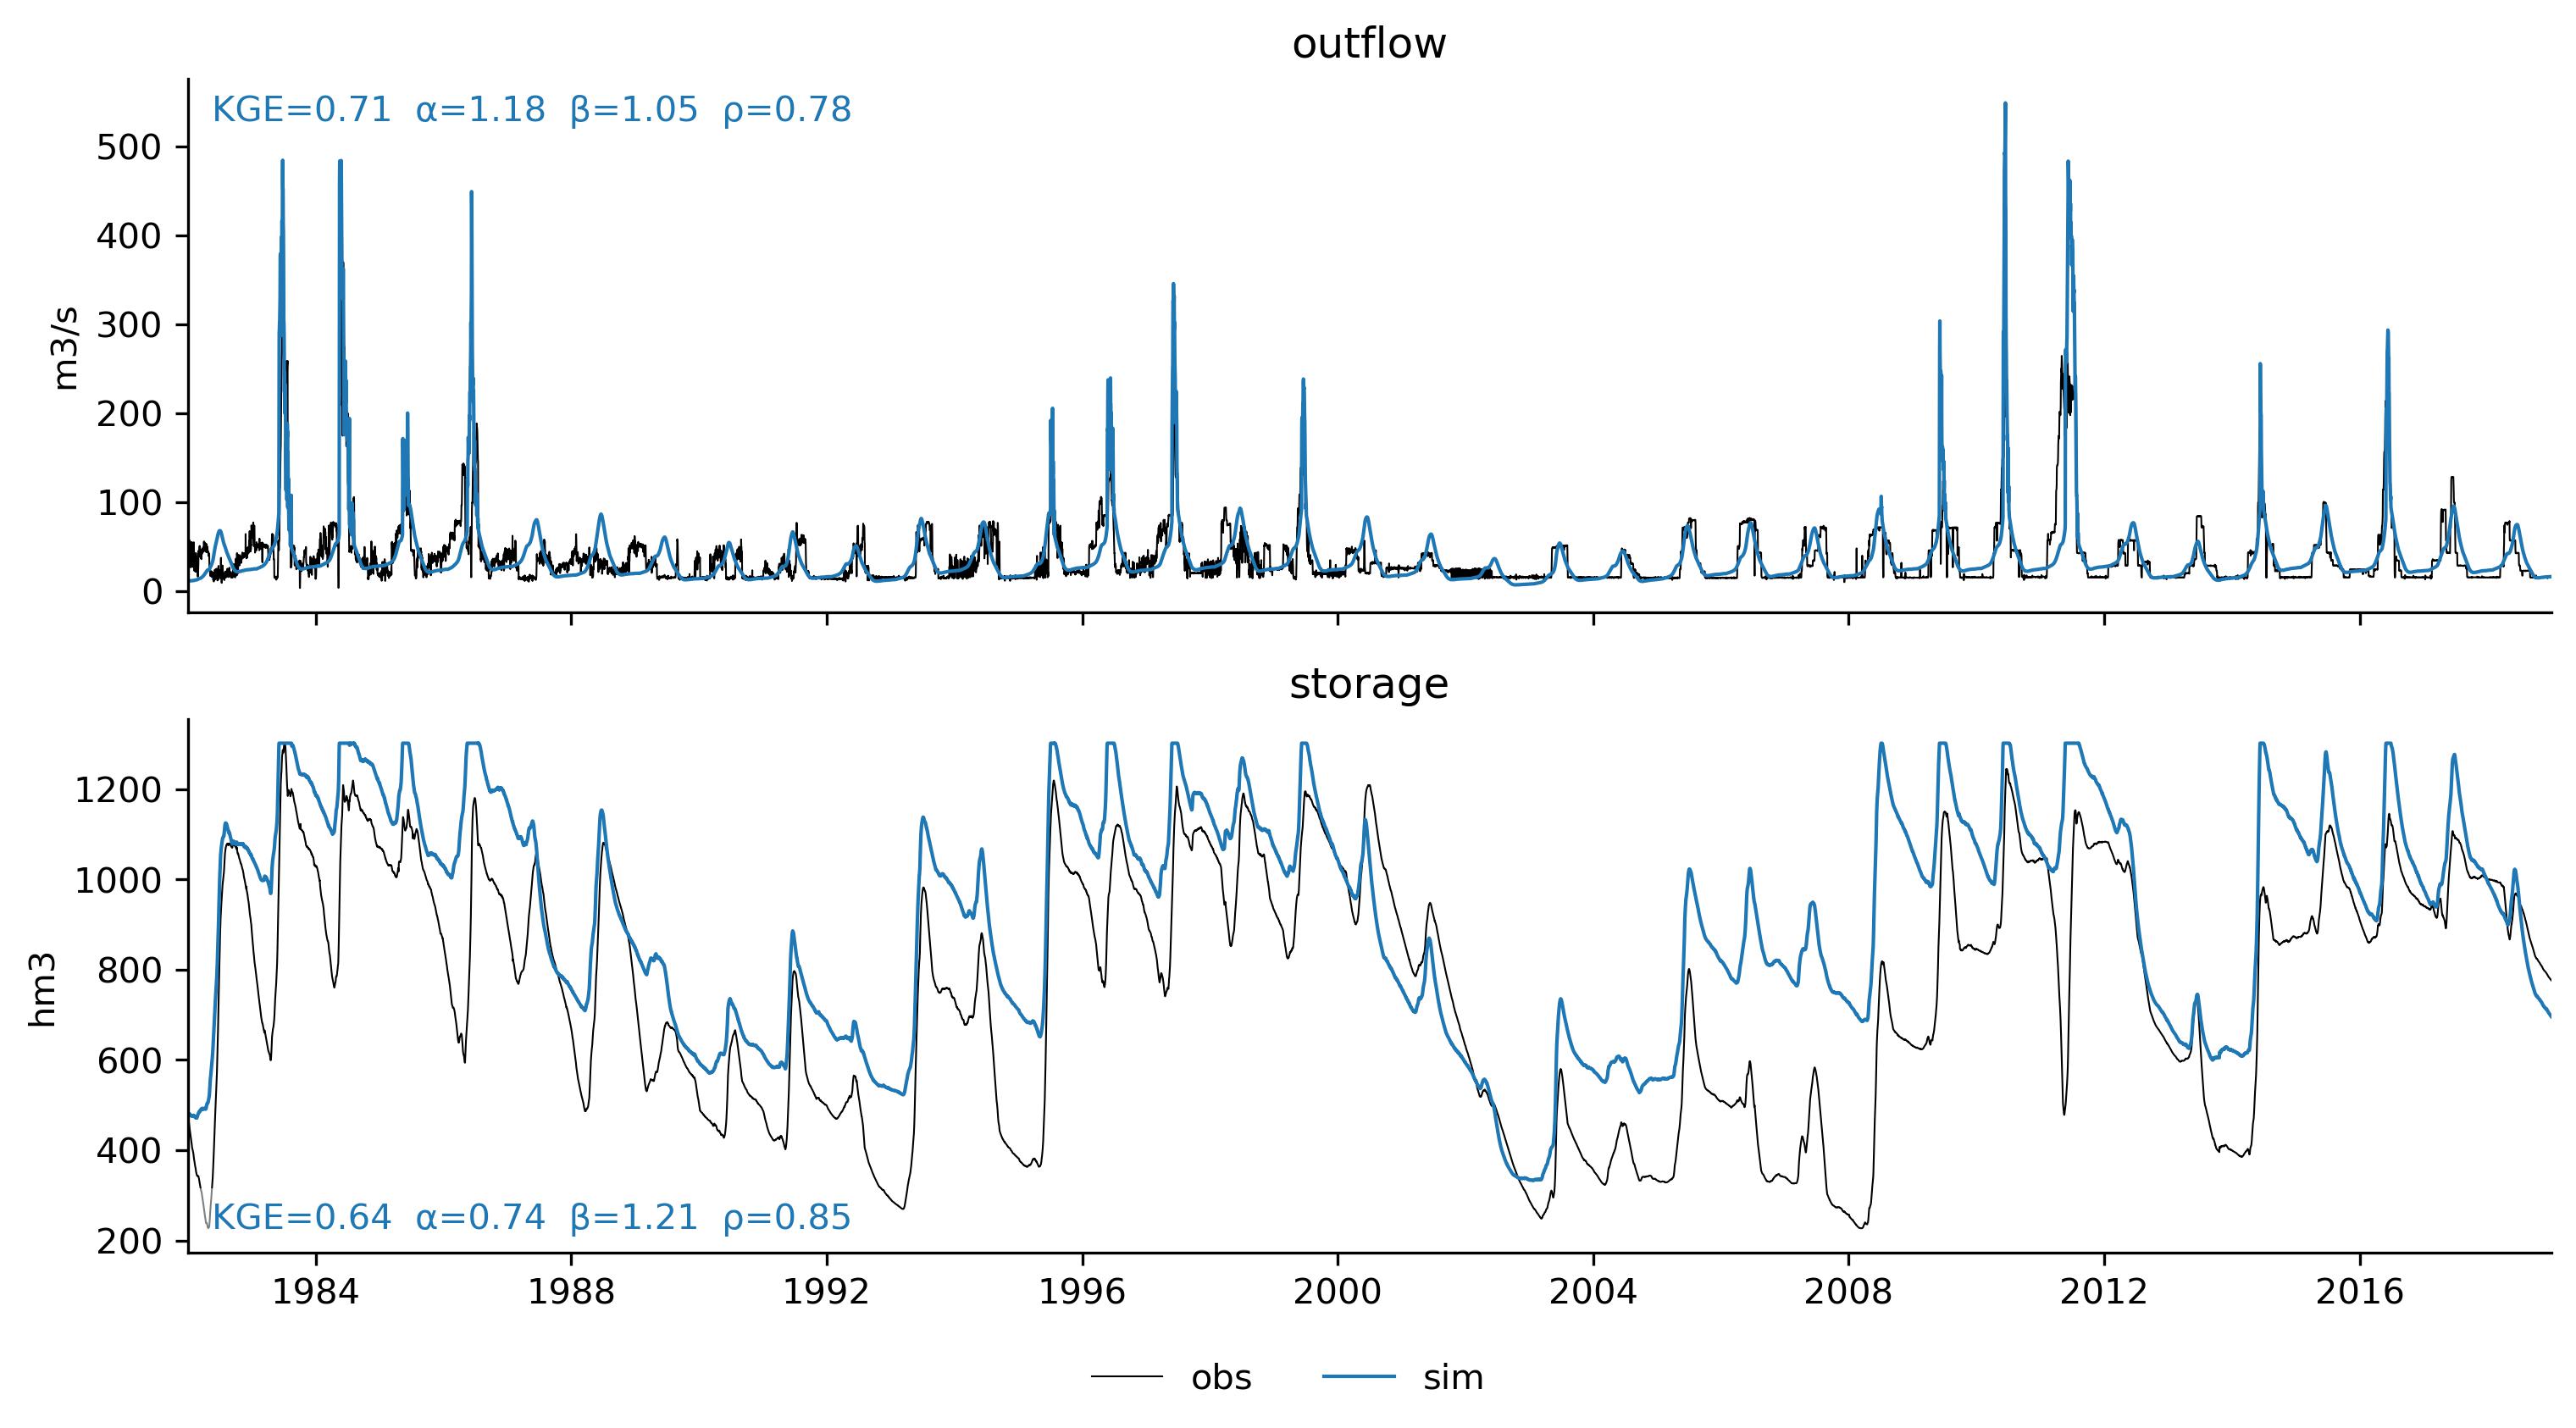 outflow
KGE=0.71 α=1.18 β=1.05 ρ=0.78
m3/s
500
400
300
200
100
0
storage
hm3
1200
1000
800
600
400
200
KGE=0.64 α=0.74 β=1.21 ρ=0.85
1984 1988 1992 1996 2000 2004 2008 2012 2016
obs sim